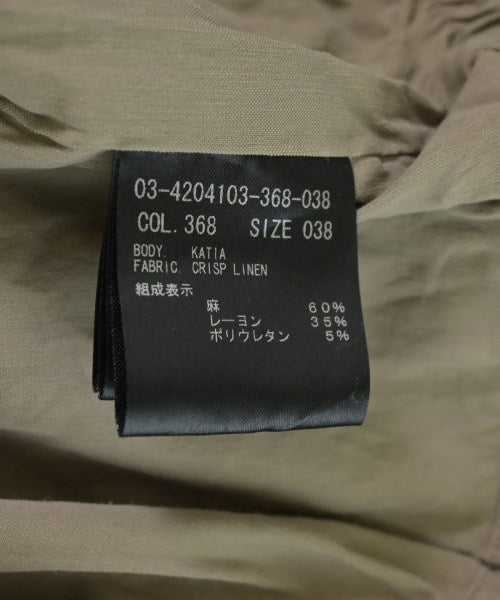 03-4204103-368-038
COL. 368 SIZE 038
BODY. KATIA
FABRIC. CRISP LINEN
組成表示
麻 60%
レーヨン 35%
ポリウレタン 5%